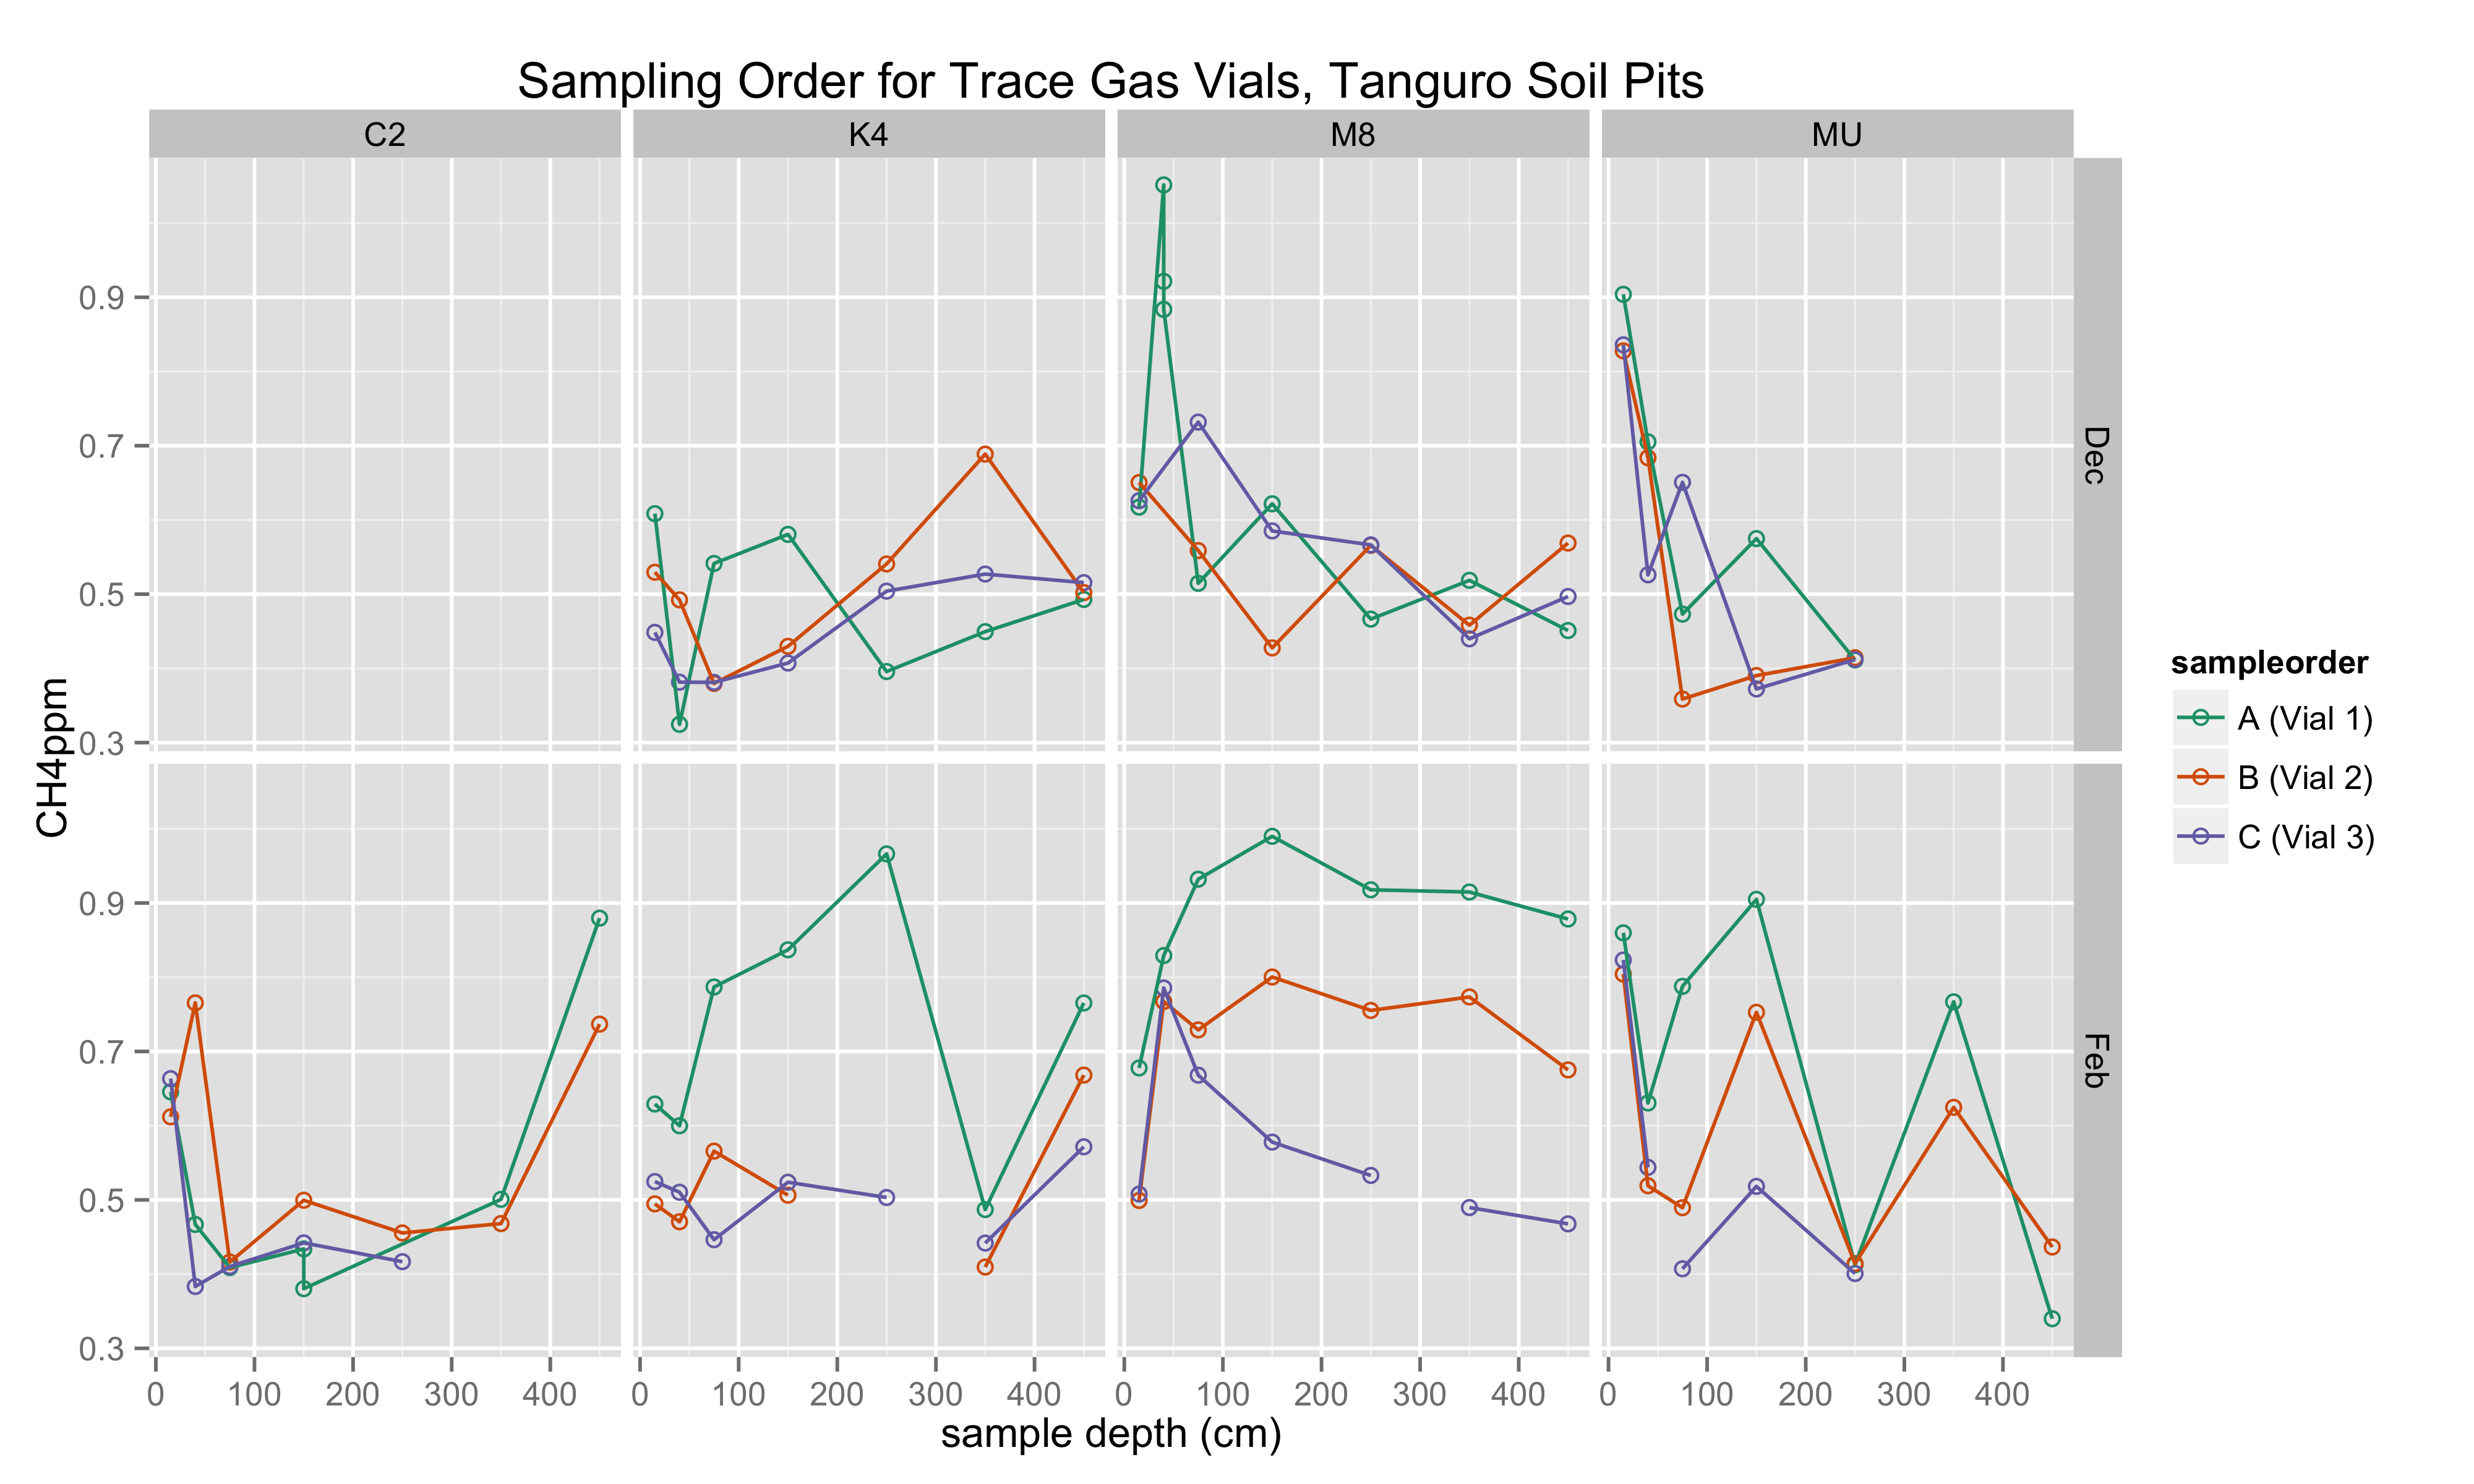 Sampling Order for Trace Gas Vials, Tanguro Soil Pits
C2 K4 M8 MU
Dec
0.9
0.7
0.5
0.3
CH4ppm
Feb
0.9
0.7
0.5
0.3
0 100 200 300 400 0 100 200 300 400 0 100 200 300 400 0 100 200 300 400
sample depth (cm)
sampleorder
A (Vial 1)
B (Vial 2)
C (Vial 3)